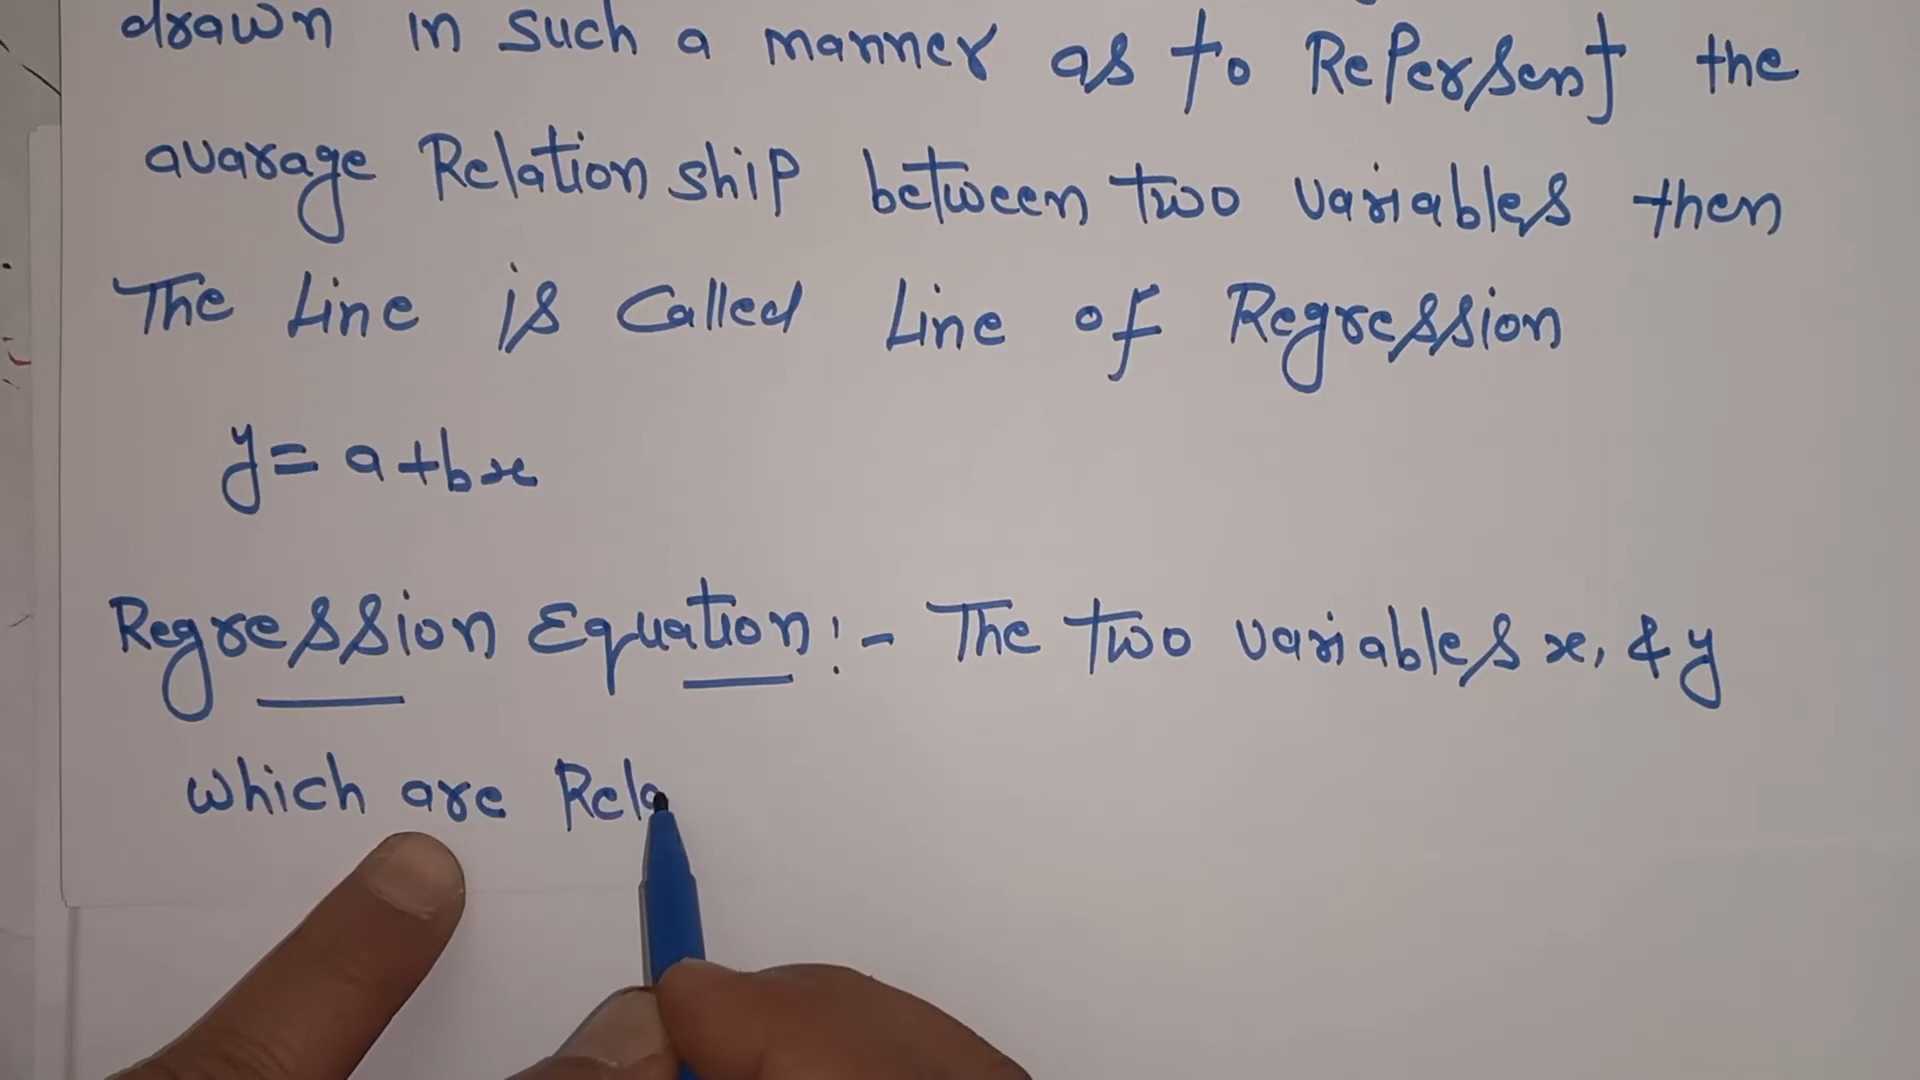 drawn in such a manner as to RePersent the
avarage Relation ship between two variables then
The Line is Called Line of Regression
y = a + bx
Regression Equation :- The two variables x, & y
which are Rela